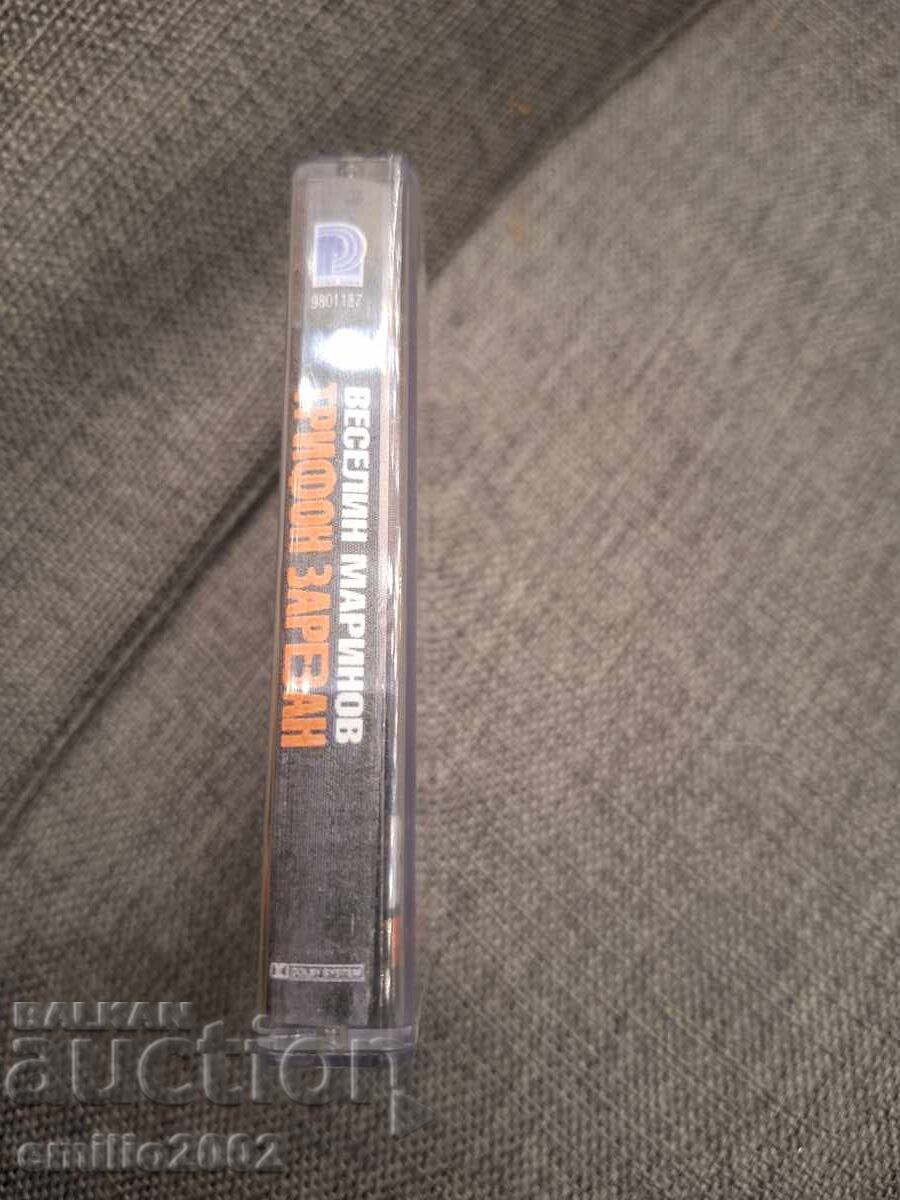 9801187
ВЕСЕЛИН МАРИНОВ
ТРИФОН ЗАРЕЗАН
DOLBY SYSTEM
BALKAN
auction
emilio2002